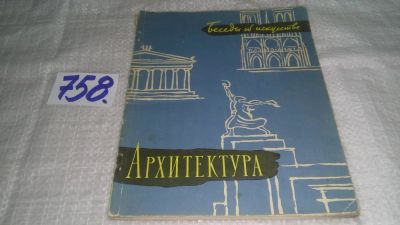 Беседы об искусстве
758.
АРХИТЕКТУРА